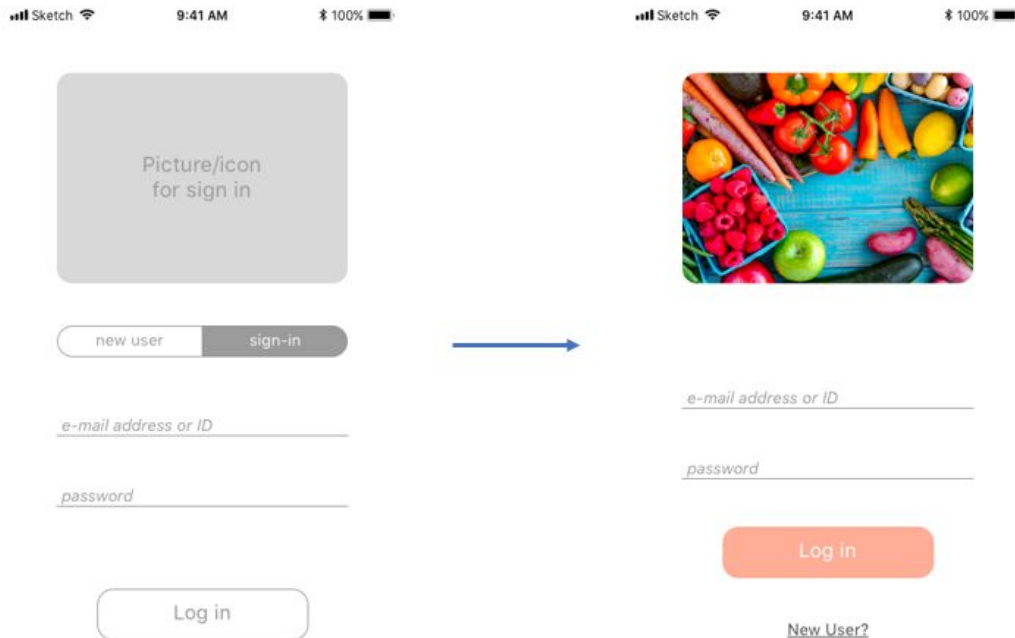 Sketch 9:41 AM 100%
Picture/icon
for sign in
new user sign-in
e-mail address or ID
password
Log in
Sketch 9:41 AM 100%
e-mail address or ID
password
Log in
New User?